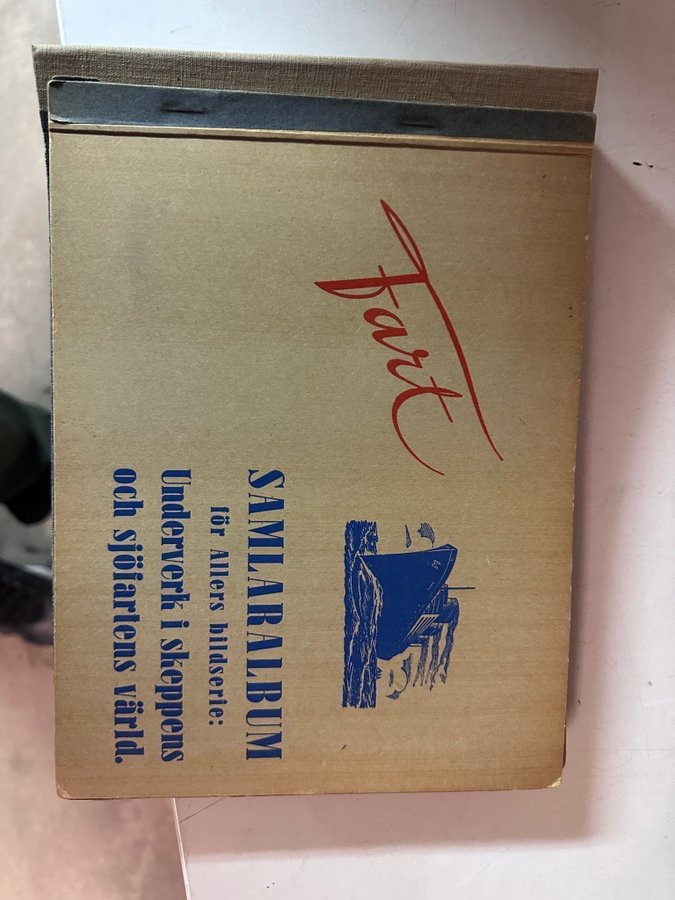 Fart
SAMLARALBUM
för Allers bildserie:
Underverk i skeppens
och sjöfartens värld.